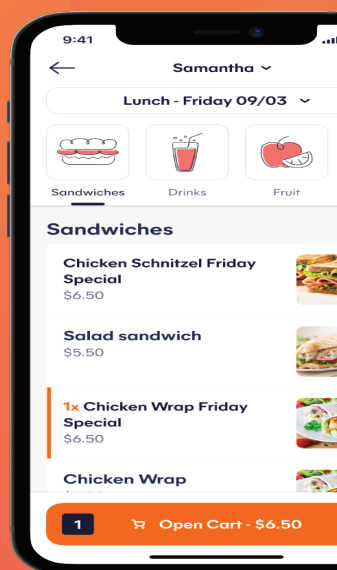 9:41
Samantha
Lunch - Friday 09/03
Sandwiches
Drinks
Fruit
Sandwiches
Chicken Schnitzel Friday
Special
$6.50
Salad sandwich
$5.50
1x Chicken Wrap Friday
Special
$6.50
Chicken Wrap
1
Open Cart - $6.50